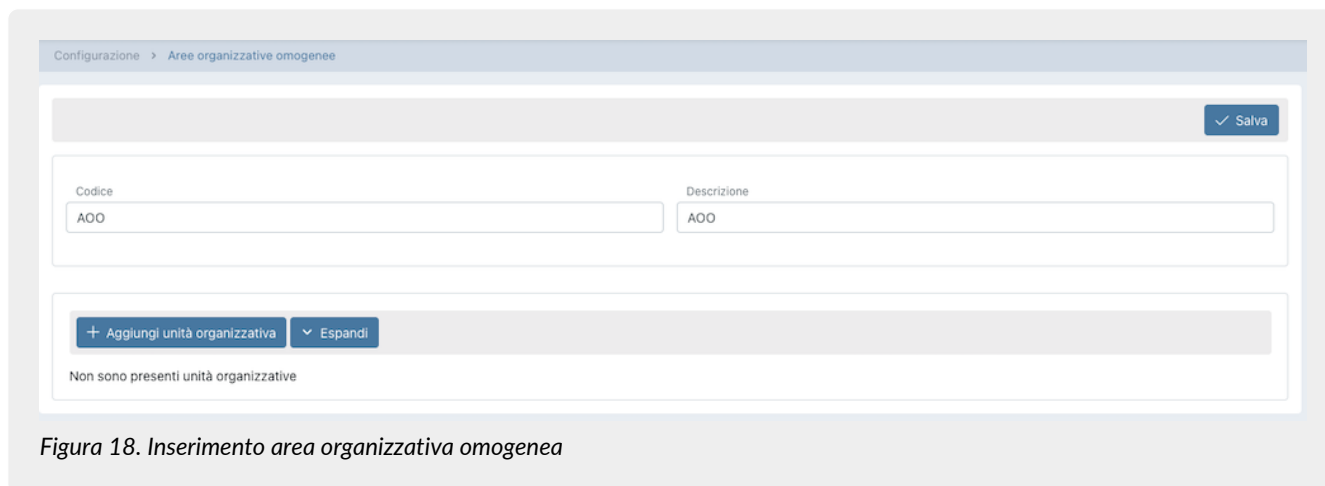 Configurazione > Aree organizzative omogenee
Salva
Codice Descrizione
AOO AOO
Aggiungi unità organizzativa Espandi
Non sono presenti unità organizzative
Figura 18. Inserimento area organizzativa omogenea